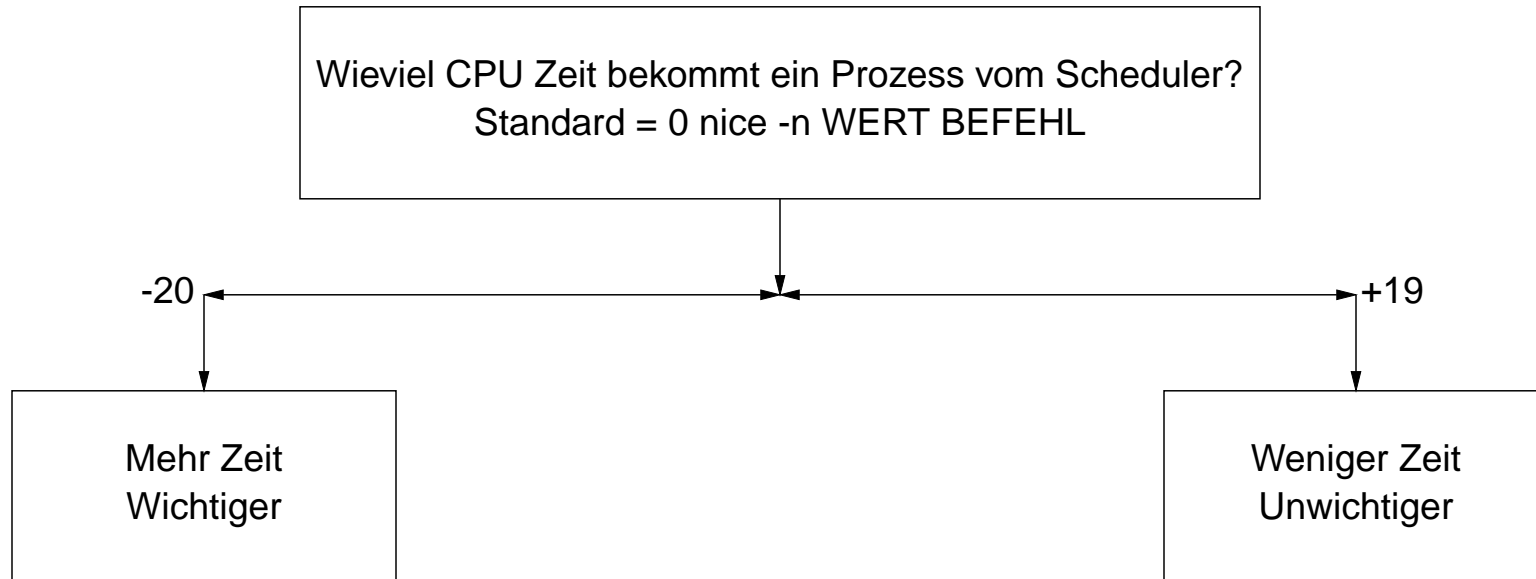 Wieviel CPU Zeit bekommt ein Prozess vom Scheduler?
Standard = 0 nice -n WERT BEFEHL
-20
+19
Mehr Zeit
Wichtiger
Weniger Zeit
Unwichtiger